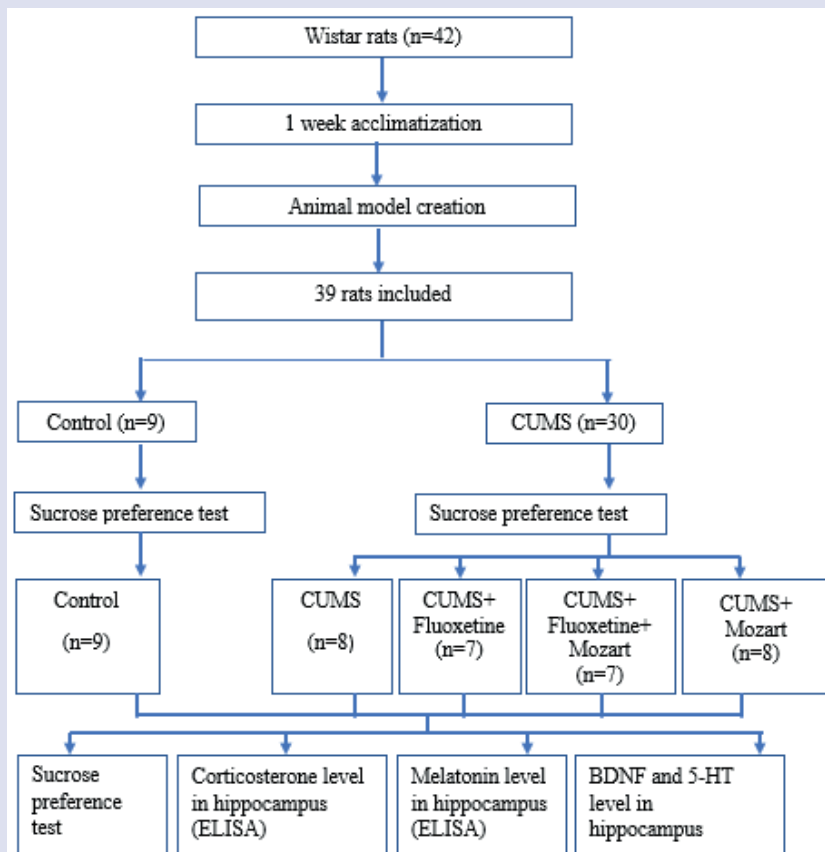 Wistar rats (n=42)
1 week acclimatization
Animal model creation
39 rats included
Control (n=9)
CUMS (n=30)
Sucrose preference test
Sucrose preference test
Control
(n=9)
CUMS
(n=8)
CUMS+
Fluoxetine
(n=7)
CUMS+
Fluoxetine+
Mozart
(n=7)
CUMS+
Mozart
(n=8)
Sucrose
preference
test
Corticosterone level
in hippocampus
(ELISA)
Melatonin level
in hippocampus
(ELISA)
BDNF and 5-HT
level in
hippocampus